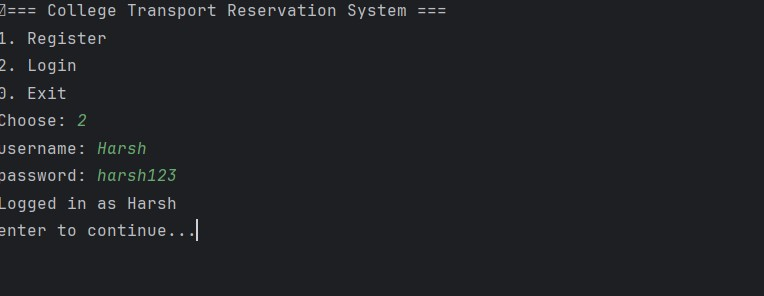 === College Transport Reservation System ===
1. Register
2. Login
0. Exit
Choose: 2
username: Harsh
password: harsh123
Logged in as Harsh
enter to continue...